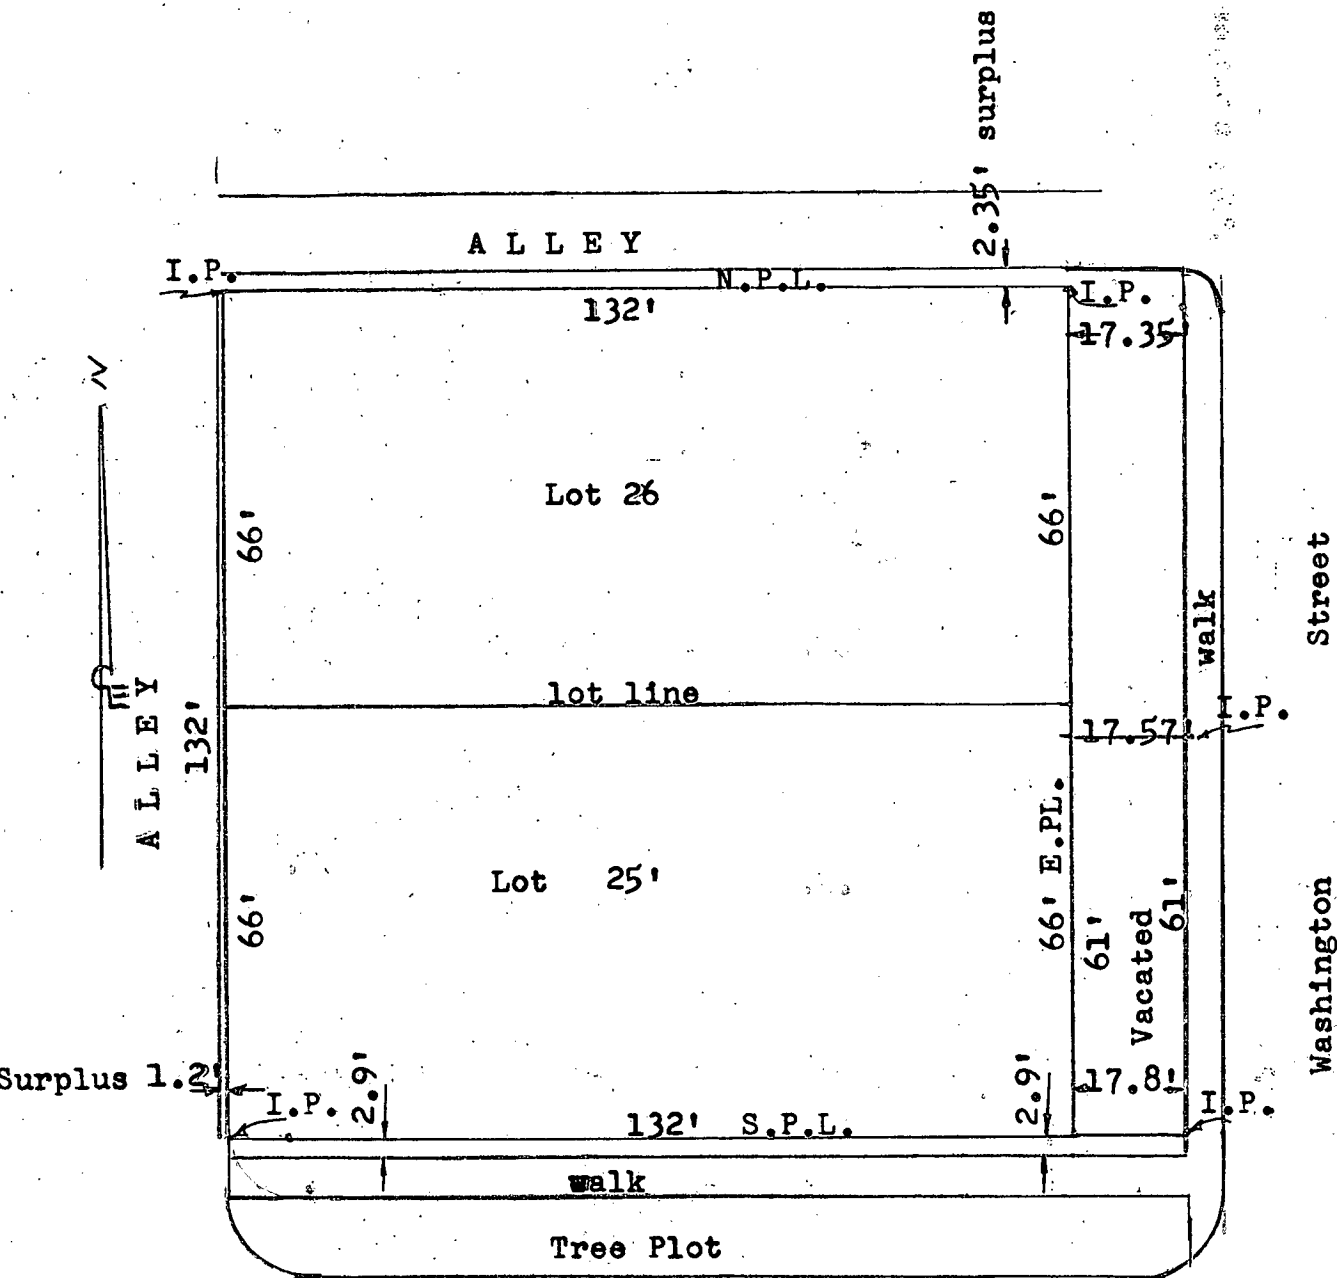 2.35' surplus
A L L E Y
I.P.
N.P.L.
I.P.
132'
17.35
N
Lot 26
66'
66'
Street
walk
lot line
I.P.
132'
17.57'
A L L E Y
66' E.PL.
Lot 25'
66'
61'
Vacated
61'
Washington
Surplus 1.2'
2.9'
2.9'
17.8'
I.P.
I.P.
132' S.P.L.
walk
Tree Plot